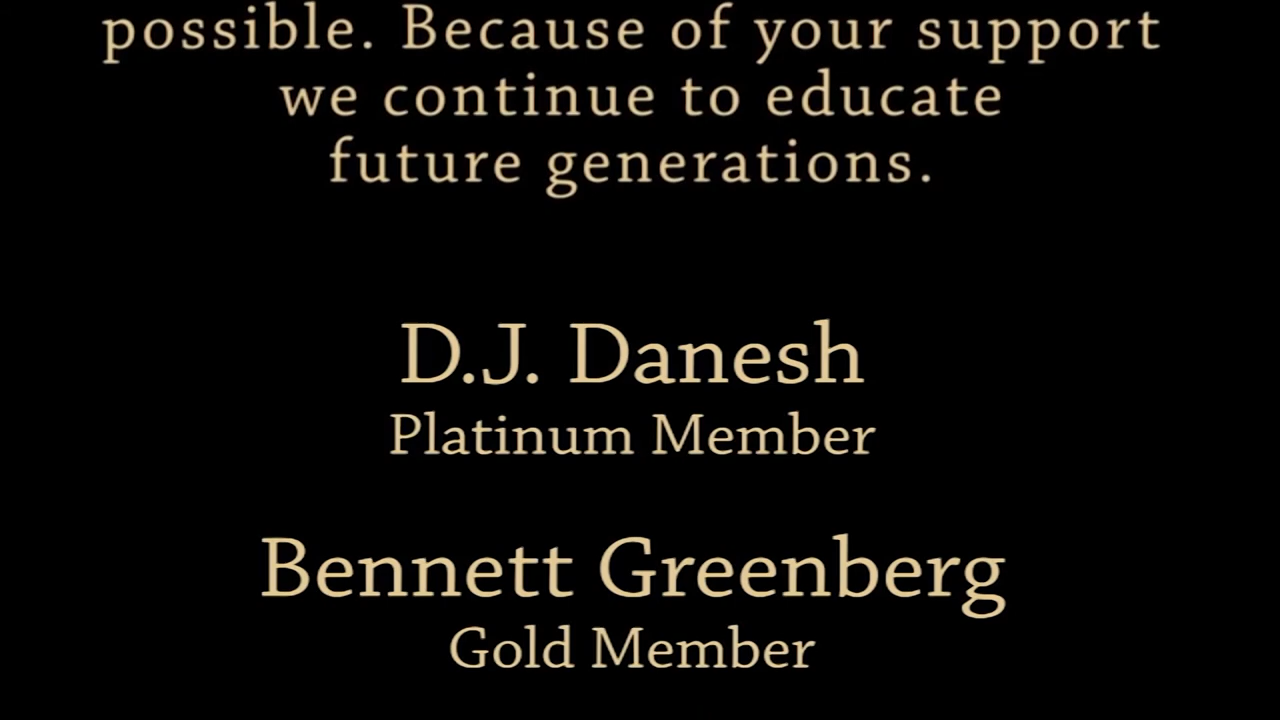 possible. Because of your support
we continue to educate
future generations.
D.J. Danesh
Platinum Member
Bennett Greenberg
Gold Member